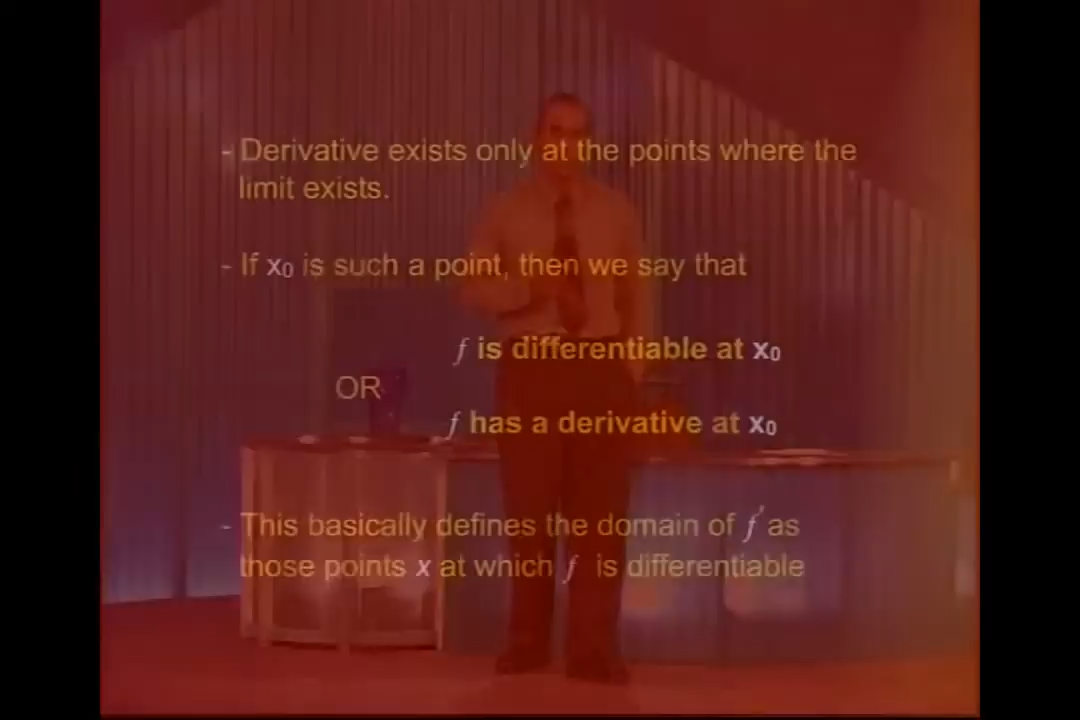 - Derivative exists only at the points where the
limit exists.
- If x₀ is such a point, then we say that
f is differentiable at x₀
OR
f has a derivative at x₀
- This basically defines the domain of f' as
those points x at which f is differentiable